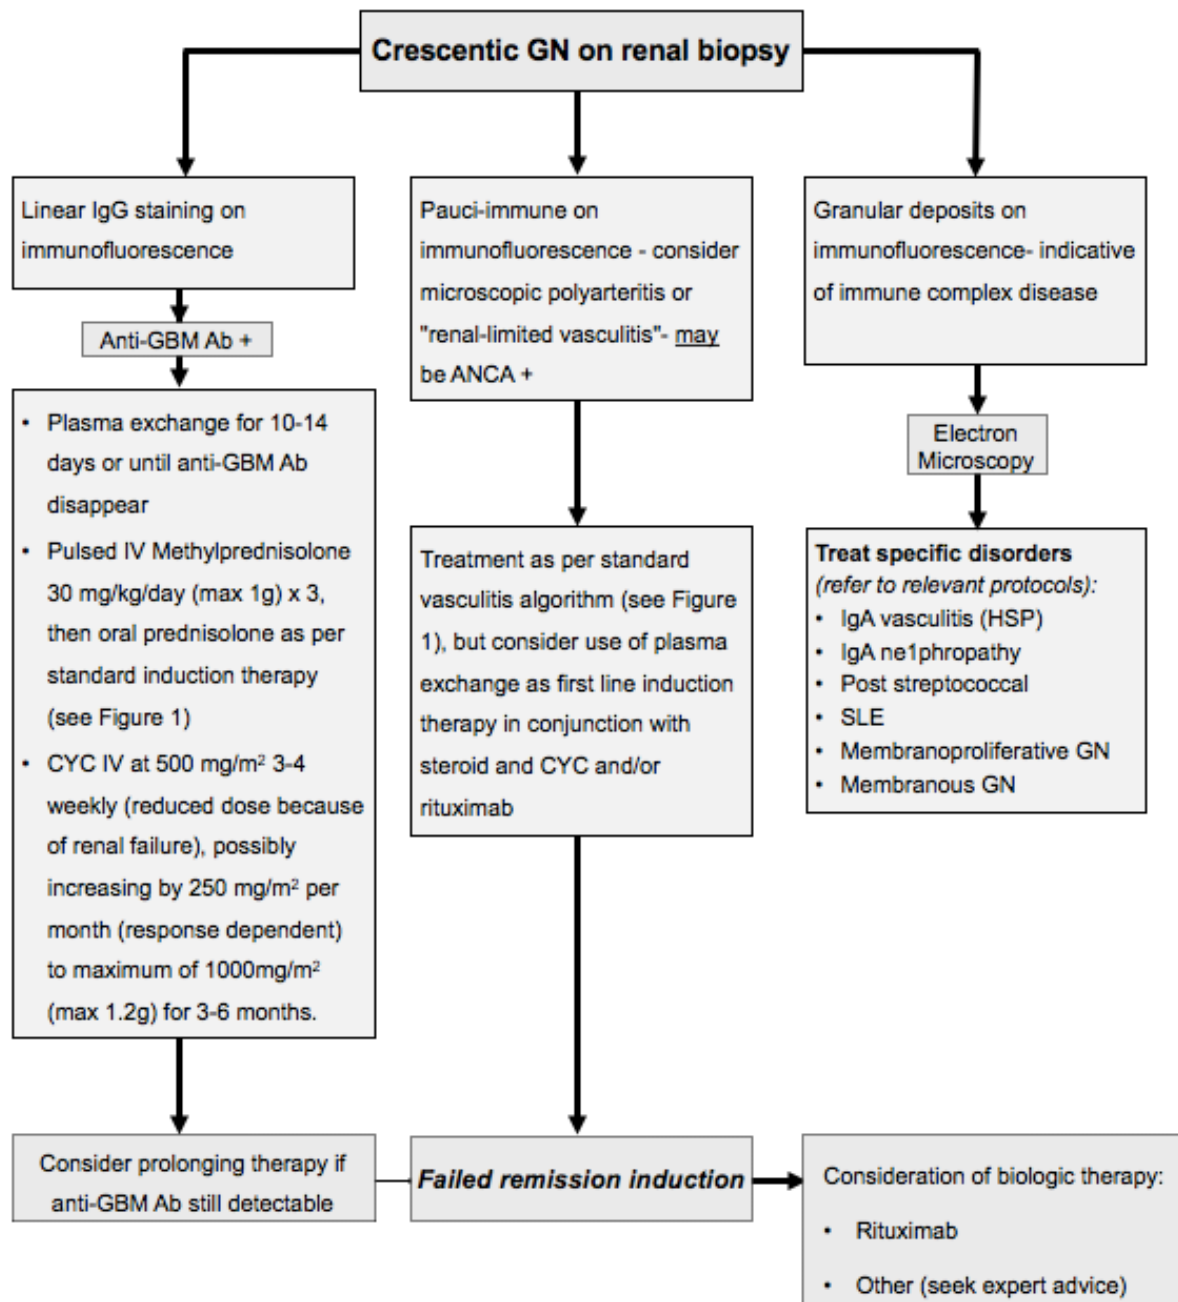 Crescentic GN on renal biopsy
Linear IgG staining on
immunofluorescence
Anti-GBM Ab +
• Plasma exchange for 10-14
days or until anti-GBM Ab
disappear
• Pulsed IV Methylprednisolone
30 mg/kg/day (max 1g) x 3,
then oral prednisolone as per
standard induction therapy
(see Figure 1)
• CYC IV at 500 mg/m² 3-4
weekly (reduced dose because
of renal failure), possibly
increasing by 250 mg/m² per
month (response dependent)
to maximum of 1000mg/m²
(max 1.2g) for 3-6 months.
Consider prolonging therapy if
anti-GBM Ab still detectable
Pauci-immune on
immunofluorescence - consider
microscopic polyarteritis or
"renal-limited vasculitis"- may
be ANCA +
Treatment as per standard
vasculitis algorithm (see Figure
1), but consider use of plasma
exchange as first line induction
therapy in conjunction with
steroid and CYC and/or
rituximab
Failed remission induction
Granular deposits on
immunofluorescence- indicative
of immune complex disease
Electron
Microscopy
Treat specific disorders
(refer to relevant protocols):
• IgA vasculitis (HSP)
• IgA ne1phropathy
• Post streptococcal
• SLE
• Membranoproliferative GN
• Membranous GN
Consideration of biologic therapy:
• Rituximab
• Other (seek expert advice)